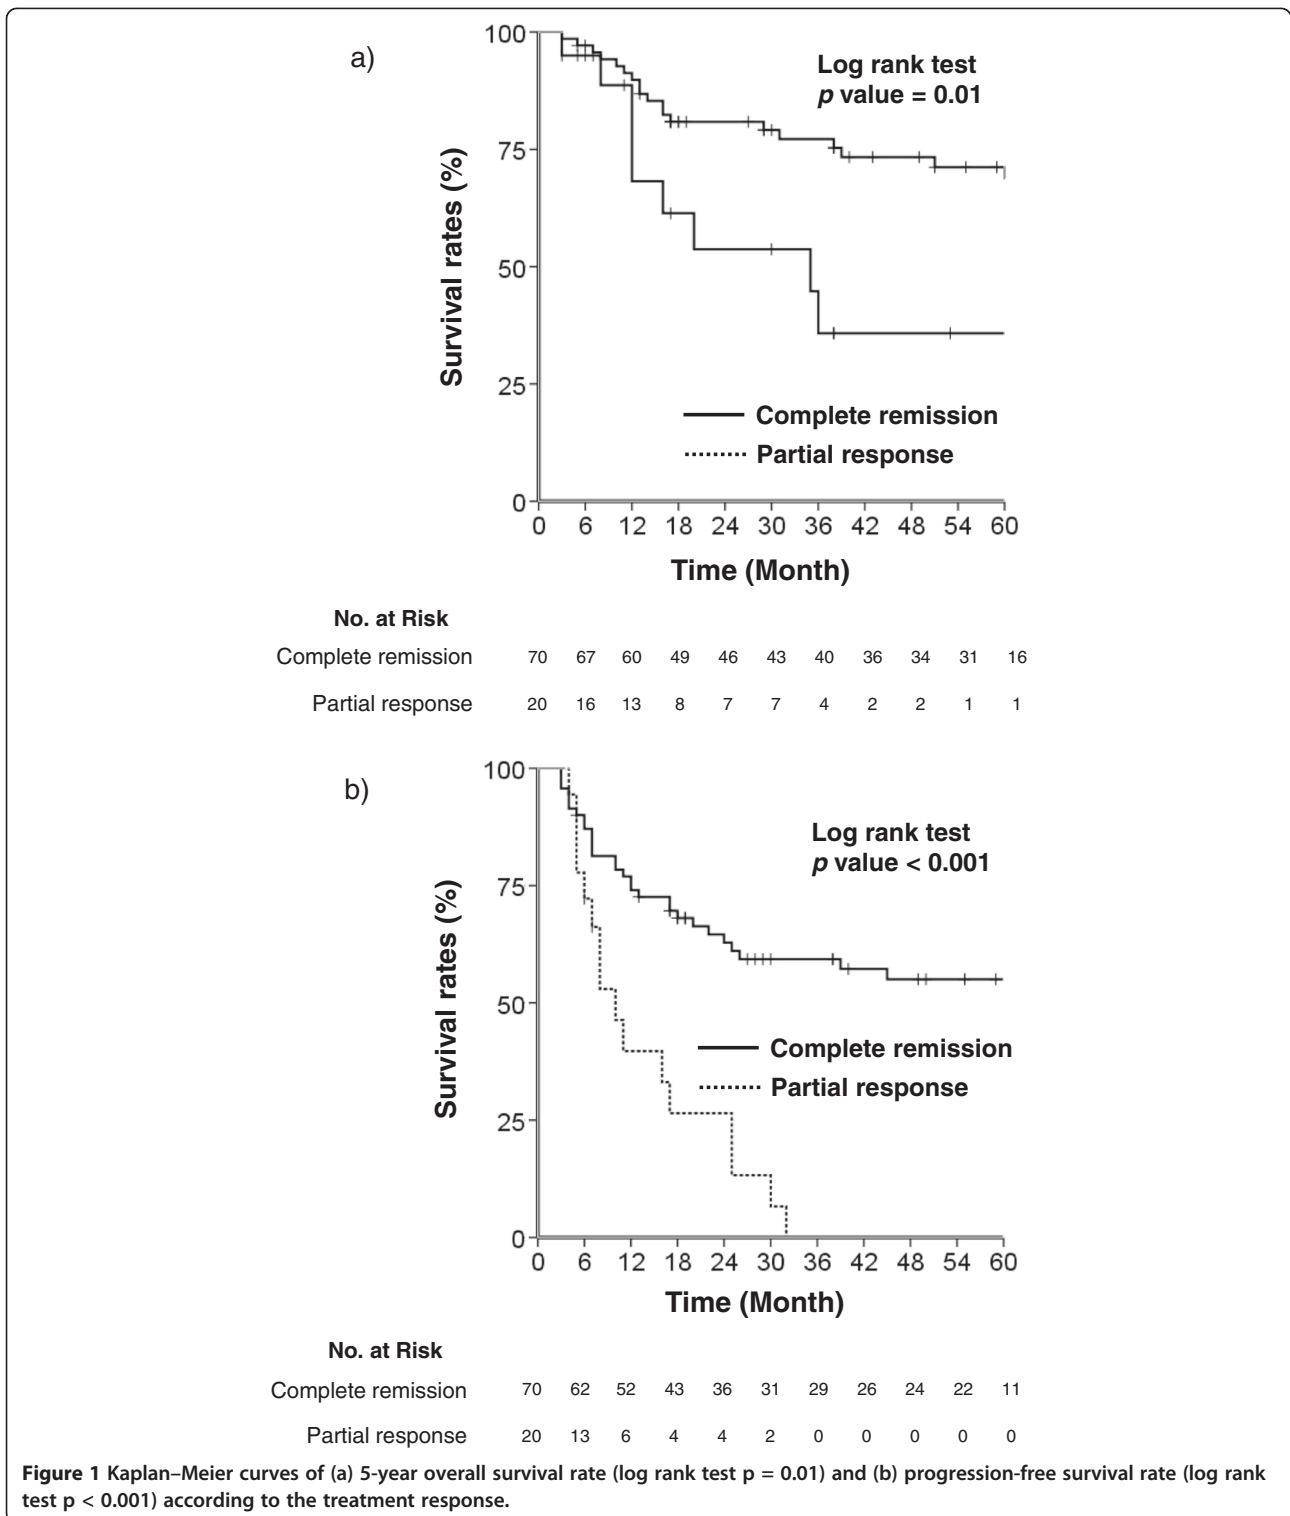 a)
Log rank test
p value = 0.01
100
75
50
25
0
Survival rates (%)
Complete remission
Partial response
0 6 12 18 24 30 36 42 48 54 60
Time (Month)
No. at Risk
Complete remission 70 67 60 49 46 43 40 36 34 31 16
Partial response 20 16 13 8 7 7 4 2 2 1 1
b)
Log rank test
p value < 0.001
100
75
50
25
0
Survival rates (%)
Complete remission
Partial response
0 6 12 18 24 30 36 42 48 54 60
Time (Month)
No. at Risk
Complete remission 70 62 52 43 36 31 29 26 24 22 11
Partial response 20 13 6 4 4 2 0 0 0 0 0
Figure 1 Kaplan–Meier curves of (a) 5-year overall survival rate (log rank test p = 0.01) and (b) progression-free survival rate (log rank
test p < 0.001) according to the treatment response.